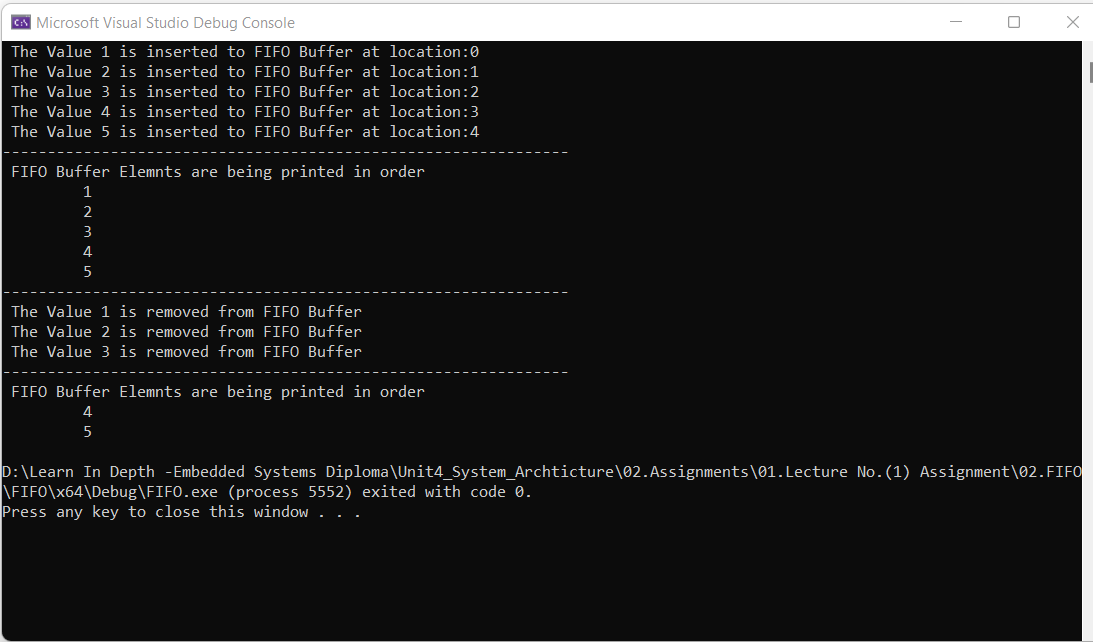 Microsoft Visual Studio Debug Console
The Value 1 is inserted to FIFO Buffer at location:0
The Value 2 is inserted to FIFO Buffer at location:1
The Value 3 is inserted to FIFO Buffer at location:2
The Value 4 is inserted to FIFO Buffer at location:3
The Value 5 is inserted to FIFO Buffer at location:4
---------------------------------------------------------------
FIFO Buffer Elemnts are being printed in order
1
2
3
4
5
---------------------------------------------------------------
The Value 1 is removed from FIFO Buffer
The Value 2 is removed from FIFO Buffer
The Value 3 is removed from FIFO Buffer
---------------------------------------------------------------
FIFO Buffer Elemnts are being printed in order
4
5
D:\Learn In Depth -Embedded Systems Diploma\Unit4_System_Archticture\02.Assignments\01.Lecture No.(1) Assignment\02.FIFO
\FIFO\x64\Debug\FIFO.exe (process 5552) exited with code 0.
Press any key to close this window . . .